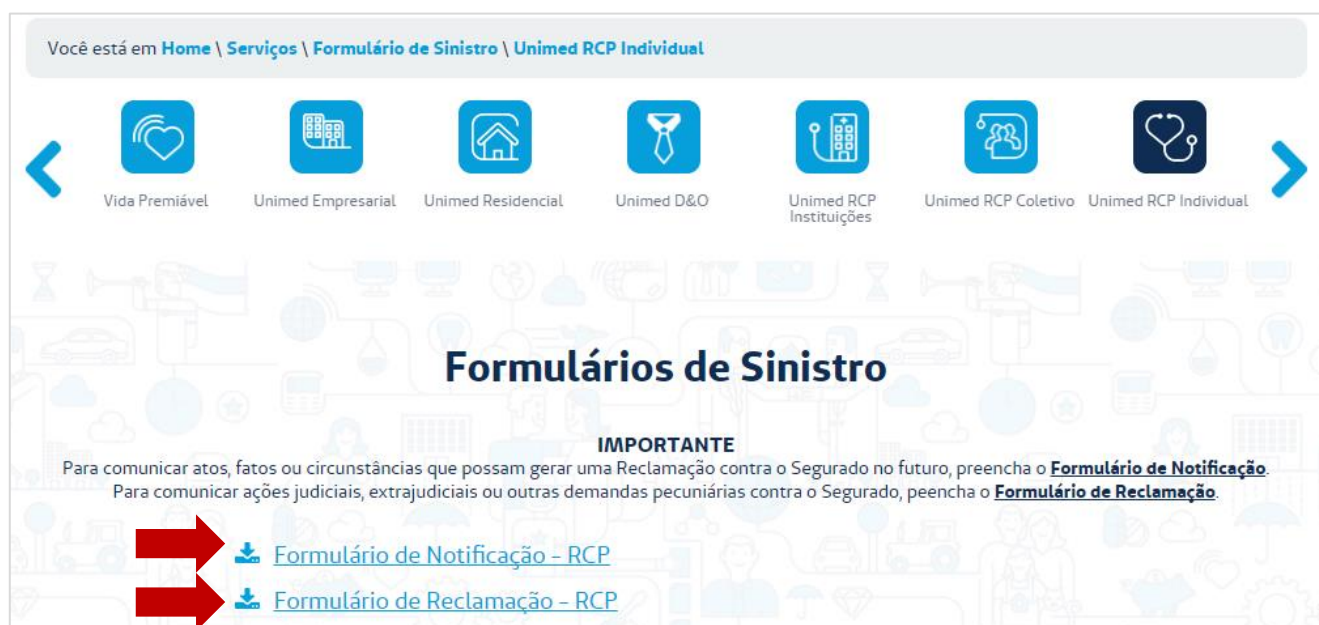 Você está em Home \ Serviços \ Formulário de Sinistro \ Unimed RCP Individual
Vida Premiável
Unimed Empresarial
Unimed Residencial
Unimed D&O
Unimed RCP
Instituições
Unimed RCP Coletivo
Unimed RCP Individual
Formulários de Sinistro
IMPORTANTE
Para comunicar atos, fatos ou circunstâncias que possam gerar uma Reclamação contra o Segurado no futuro, preencha o Formulário de Notificação.
Para comunicar ações judiciais, extrajudiciais ou outras demandas pecuniárias contra o Segurado, peencha o Formulário de Reclamação.
Formulário de Notificação - RCP
Formulário de Reclamação - RCP